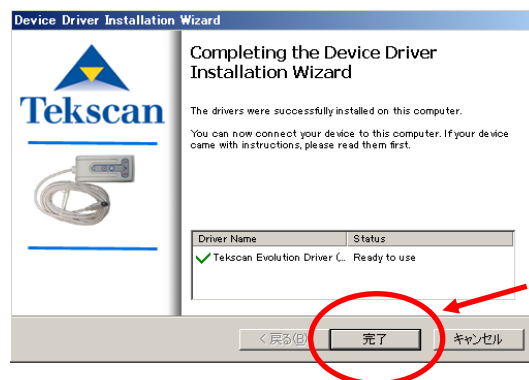 Device Driver Installation Wizard
Tekscan
Completing the Device Driver
Installation Wizard
The drivers were successfully installed on this computer.
You can now connect your device to this computer. If your device
came with instructions, please read them first.
Driver Name Status
Tekscan Evolution Driver (... Ready to use
< 戻る(B) 完了 キャンセル